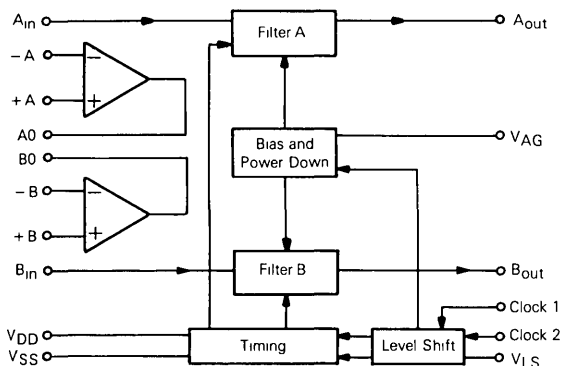 A_in
Filter A
A_out
− A
−
+ A
+
A0
B0
Bias and
Power Down
V_AG
− B
−
+ B
+
B_in
Filter B
B_out
Clock 1
V_DD
Timing
Level Shift
Clock 2
V_SS
V_LS